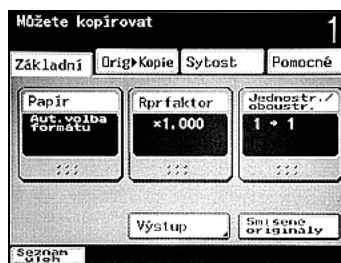 Můžete kopírovat 1
Základní Orig▸Kopie Sytost Pomocné
Papír
Aut.volba
formátu
Rprfaktor
×1.000
Jednostr./
oboustr.
1 → 1
Výstup
Smíšené
originály
Seznam
úloh